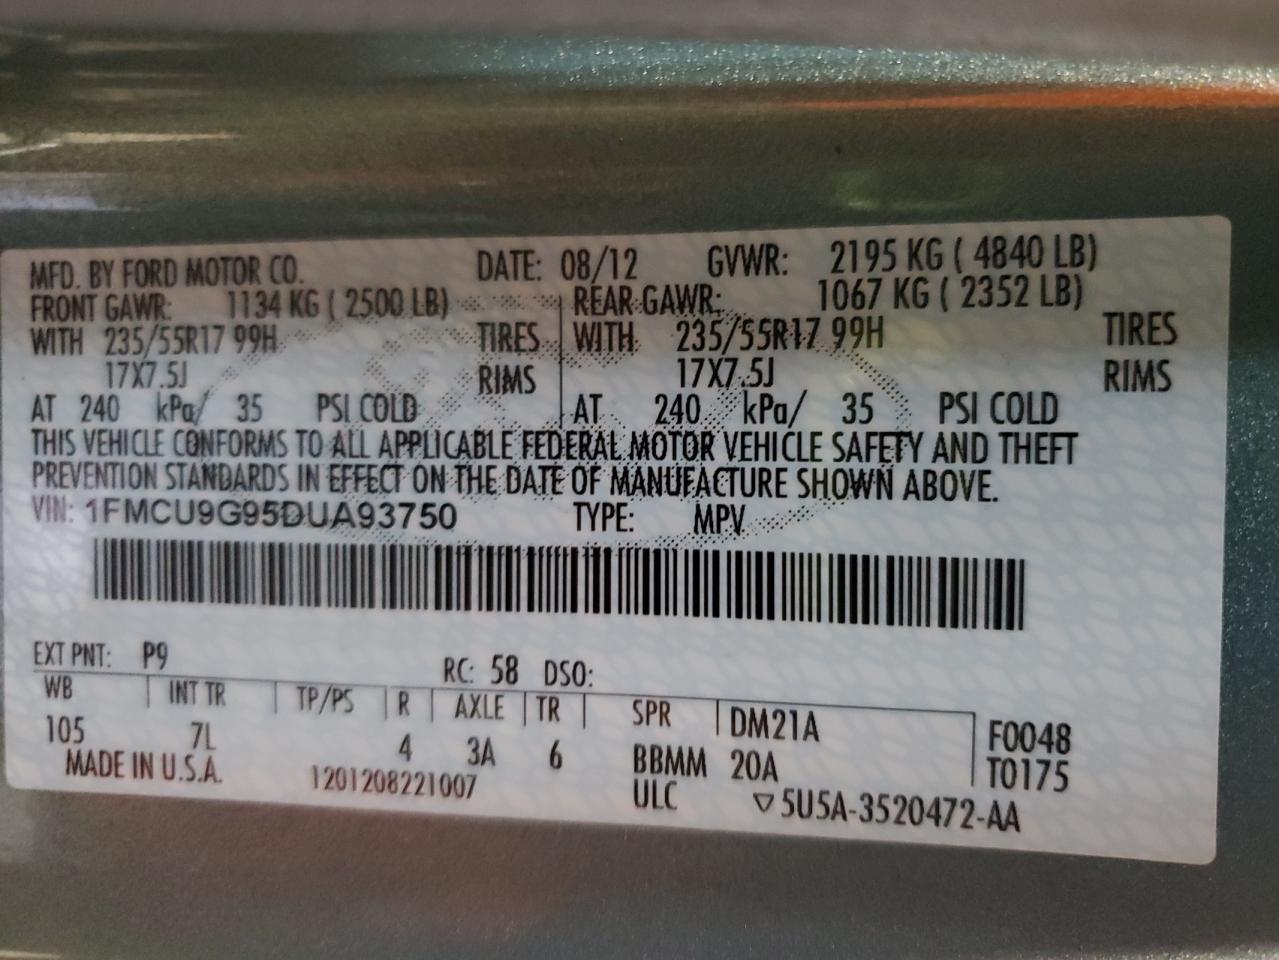 MFD. BY FORD MOTOR CO. DATE: 08/12 GVWR: 2195 KG ( 4840 LB)
FRONT GAWR: 1134 KG ( 2500 LB) REAR GAWR: 1067 KG ( 2352 LB)
WITH 235/55R17 99H TIRES WITH 235/55R17 99H TIRES
17X7.5J RIMS 17X7.5J RIMS
AT 240 kPa/ 35 PSI COLD AT 240 kPa/ 35 PSI COLD
THIS VEHICLE CONFORMS TO ALL APPLICABLE FEDERAL MOTOR VEHICLE SAFETY AND THEFT
PREVENTION STANDARDS IN EFFECT ON THE DATE OF MANUFACTURE SHOWN ABOVE.
VIN: 1FMCU9G95DUA93750 TYPE: MPV
EXT PNT: P9 RC: 58 DSO:
WB INT TR TP/PS R AXLE TR SPR DM21A F0048
105 7L 4 3A 6 BBMM 20A T0175
MADE IN U.S.A. 1201208221007 ULC ▽5U5A-3520472-AA